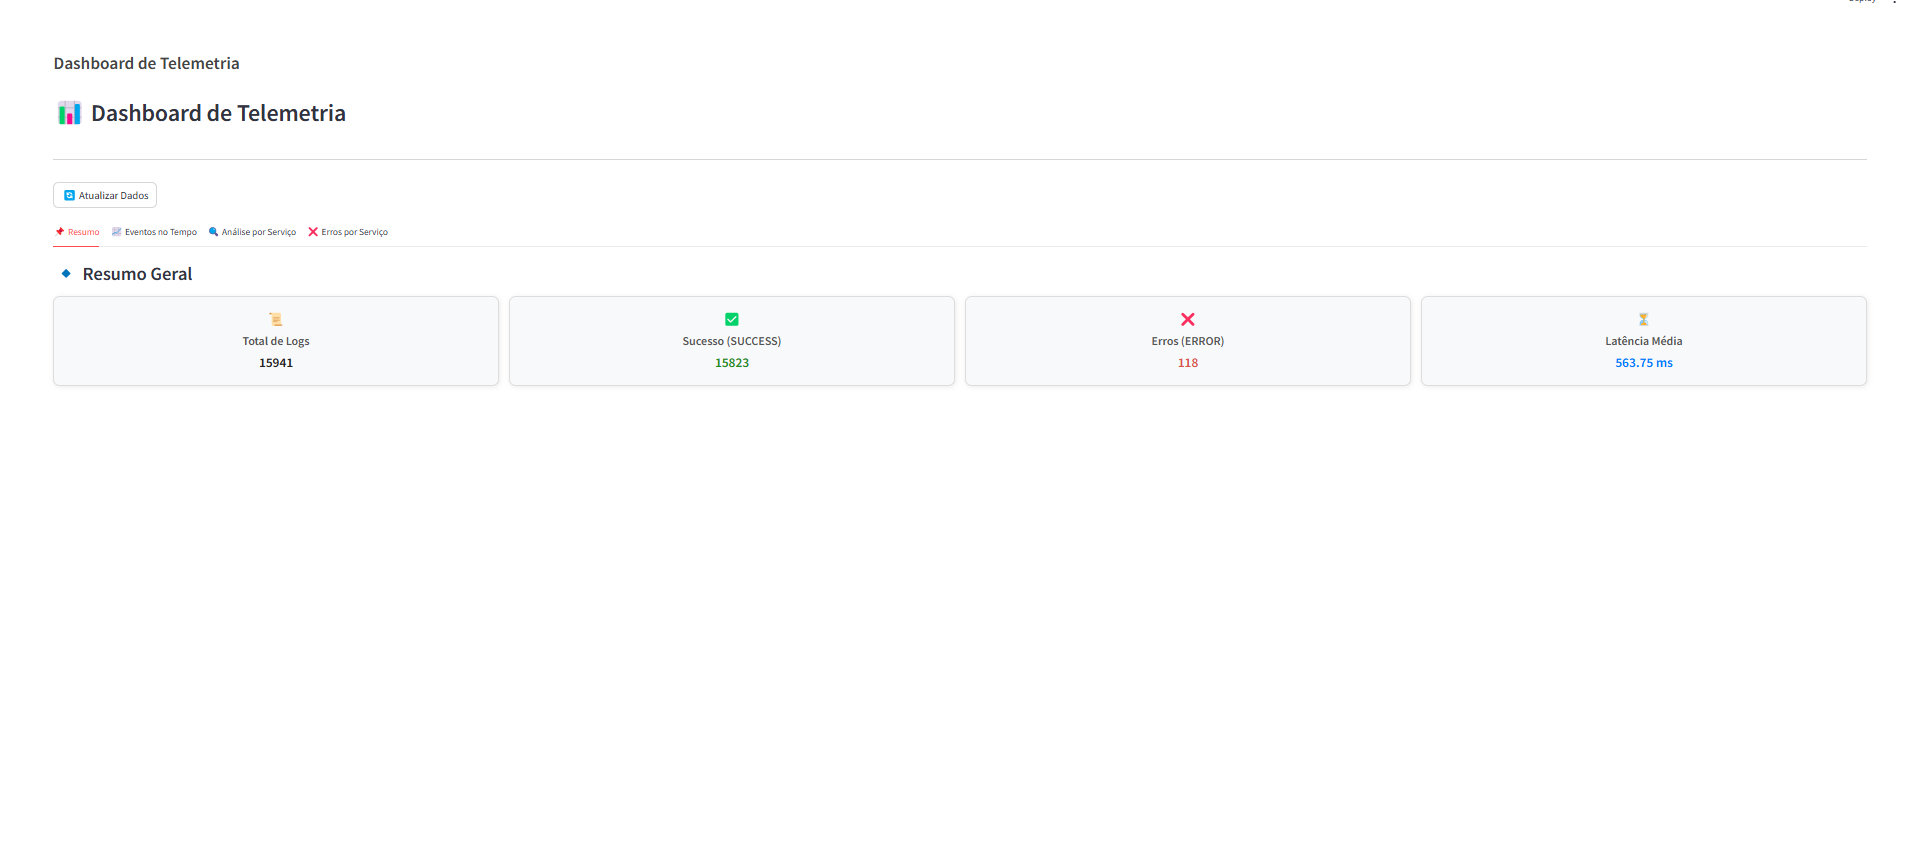 Dashboard de Telemetria
Dashboard de Telemetria
Atualizar Dados
Resumo
Eventos no Tempo
Análise por Serviço
Erros por Serviço
Resumo Geral
Total de Logs
15941
Sucesso (SUCCESS)
15823
Erros (ERROR)
118
Latência Média
563.75 ms